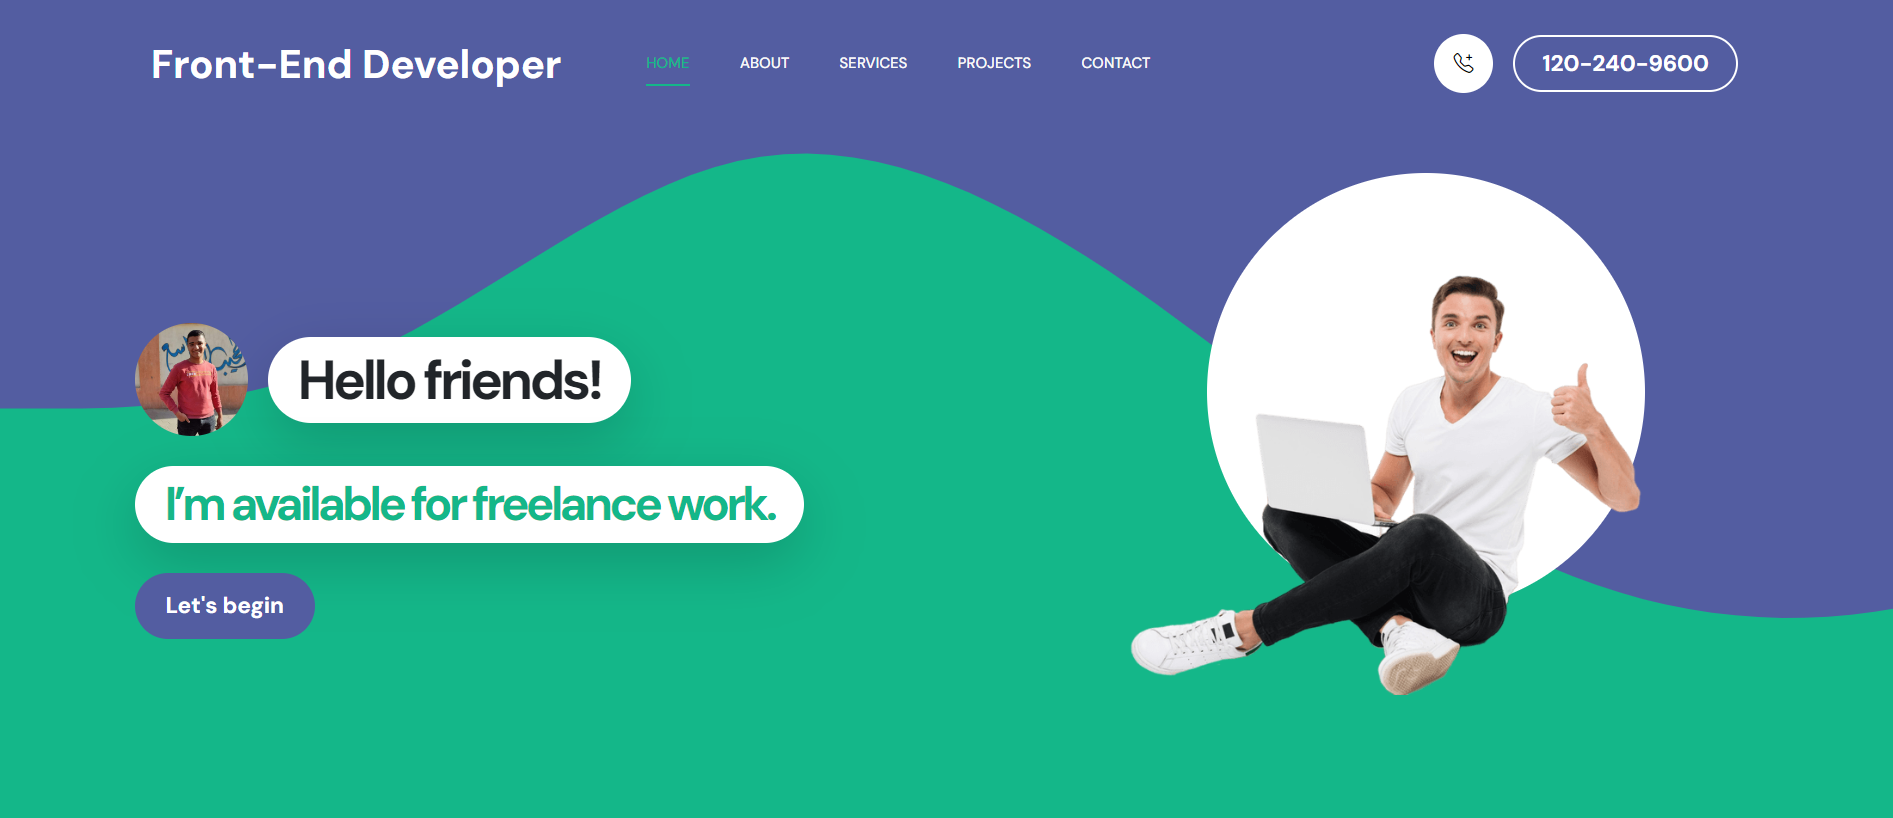 Front-End Developer
HOME
ABOUT
SERVICES
PROJECTS
CONTACT
120-240-9600
Hello friends!
I'm available for freelance work.
Let's begin